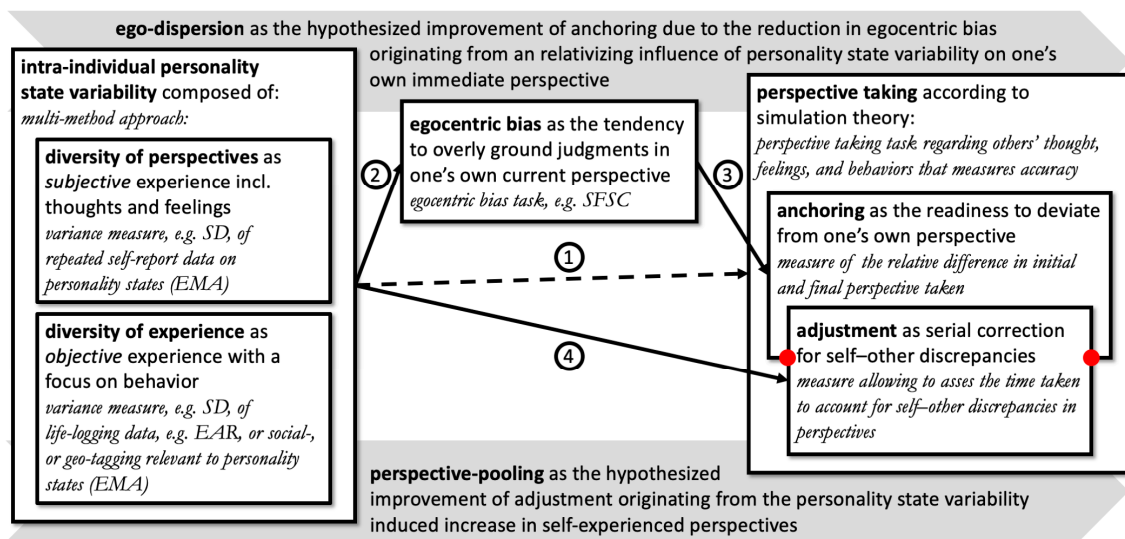 ego-dispersion as the hypothesized improvement of anchoring due to the reduction in egocentric bias
originating from an relativizing influence of personality state variability on one's
own immediate perspective
intra-individual personality
state variability composed of:
multi-method approach:
diversity of perspectives as
subjective experience incl.
thoughts and feelings
variance measure, e.g. SD, of
repeated self-report data on
personality states (EMA)
diversity of experience as
objective experience with a
focus on behavior
variance measure, e.g. SD, of
life-logging data, e.g. EAR, or social-,
or geo-tagging relevant to personality
states (EMA)
2
egocentric bias as the tendency
to overly ground judgments in
one's own current perspective
egocentric bias task, e.g. SFSC
3
1
4
perspective taking according to
simulation theory:
perspective taking task regarding others' thought,
feelings, and behaviors that measures accuracy
anchoring as the readiness to deviate
from one's own perspective
measure of the relative difference in initial
and final perspective taken
adjustment as serial correction
for self–other discrepancies
measure allowing to asses the time taken
to account for self–other discrepancies in
perspectives
perspective-pooling as the hypothesized
improvement of adjustment originating from the personality state variability
induced increase in self-experienced perspectives